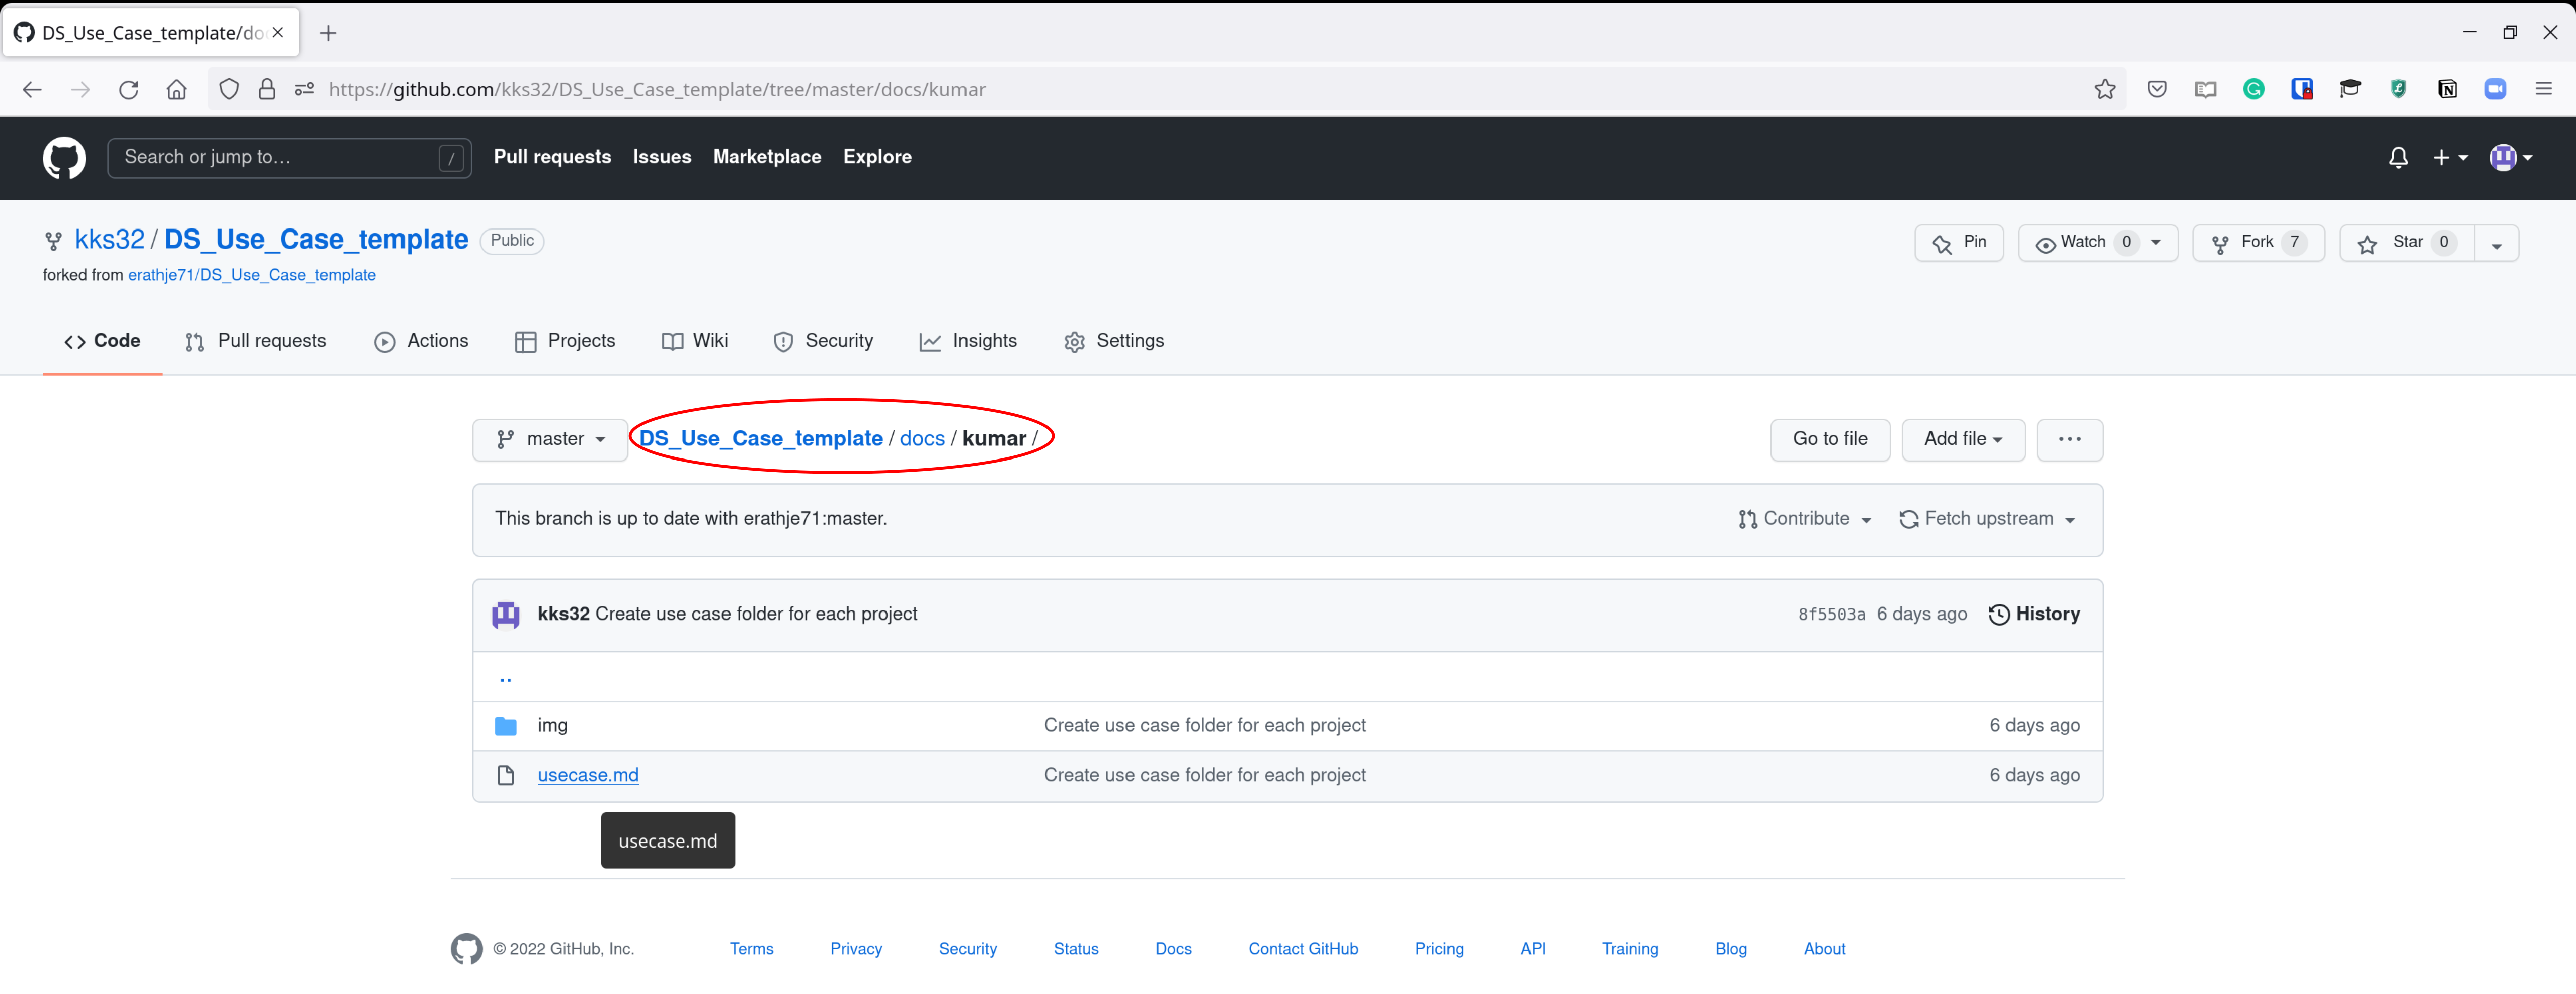 DS_Use_Case_template/doc
https://github.com/kks32/DS_Use_Case_template/tree/master/docs/kumar
Search or jump to… / Pull requests Issues Marketplace Explore
kks32 / DS_Use_Case_template Public
Pin Watch 0 Fork 7 Star 0
forked from erathje71/DS_Use_Case_template
Code Pull requests Actions Projects Wiki Security Insights Settings
master DS_Use_Case_template / docs / kumar / Go to file Add file
This branch is up to date with erathje71:master. Contribute Fetch upstream
kks32 Create use case folder for each project 8f5503a 6 days ago History
..
img Create use case folder for each project 6 days ago
usecase.md Create use case folder for each project 6 days ago
usecase.md
© 2022 GitHub, Inc. Terms Privacy Security Status Docs Contact GitHub Pricing API Training Blog About